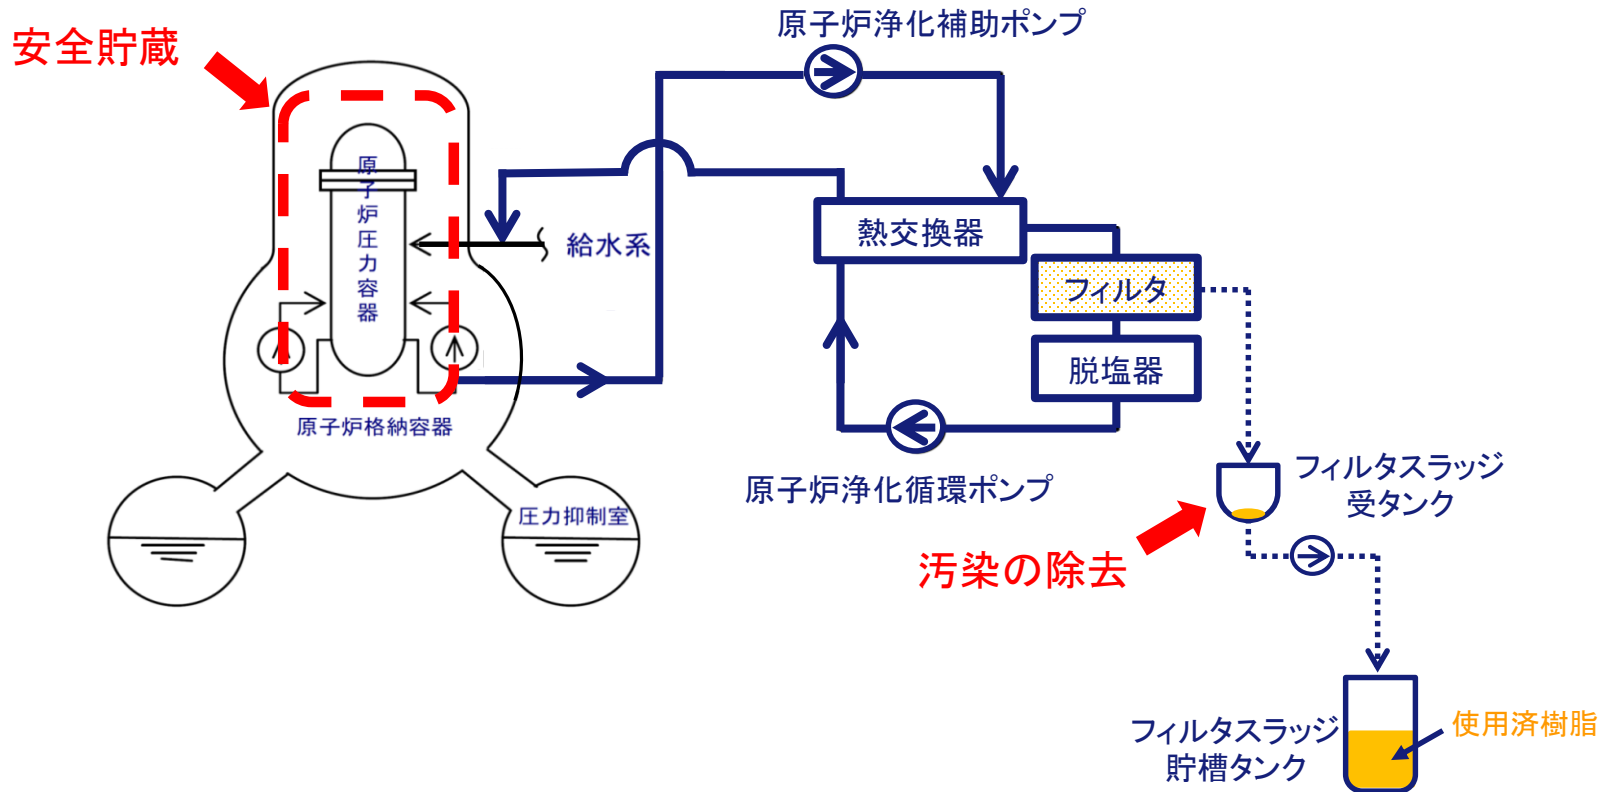 原子炉浄化補助ポンプ
安全貯蔵
原子炉圧力容器
熱交換器
給水系
フィルタ
脱塩器
原子炉格納容器
原子炉浄化循環ポンプ
フィルタスラッジ
受タンク
圧力抑制室
汚染の除去
使用済樹脂
フィルタスラッジ
貯槽タンク